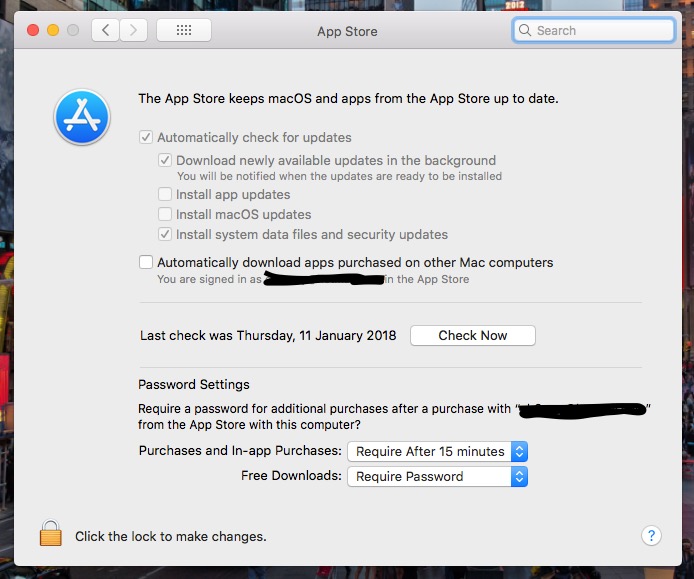 App Store
Search
The App Store keeps macOS and apps from the App Store up to date.
Automatically check for updates
Download newly available updates in the background
You will be notified when the updates are ready to be installed
Install app updates
Install macOS updates
Install system data files and security updates
Automatically download apps purchased on other Mac computers
You are signed in as in the App Store
Last check was Thursday, 11 January 2018 Check Now
Password Settings
Require a password for additional purchases after a purchase with “ ”
from the App Store with this computer?
Purchases and In-app Purchases: Require After 15 minutes
Free Downloads: Require Password
Click the lock to make changes. ?